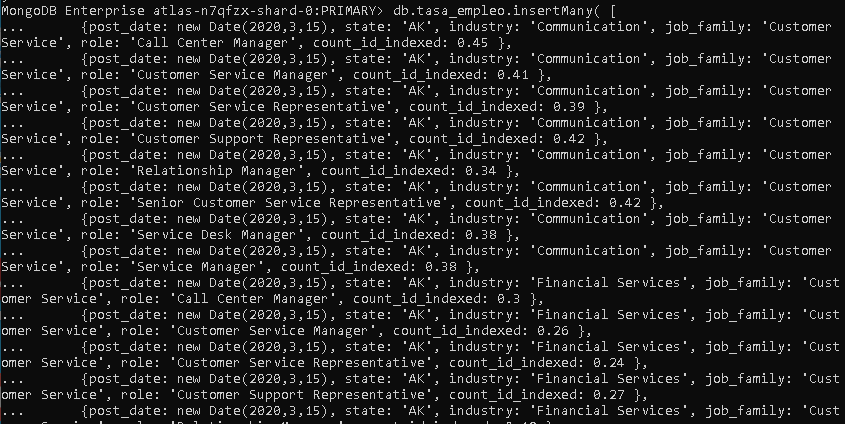 MongoDB Enterprise atlas-n7qfzx-shard-0:PRIMARY> db.tasa_empleo.insertMany( [
...     {post_date: new Date(2020,3,15), state: 'AK', industry: 'Communication', job_family: 'Customer
Service', role: 'Call Center Manager', count_id_indexed: 0.45 },
...     {post_date: new Date(2020,3,15), state: 'AK', industry: 'Communication', job_family: 'Customer
Service', role: 'Customer Service Manager', count_id_indexed: 0.41 },
...     {post_date: new Date(2020,3,15), state: 'AK', industry: 'Communication', job_family: 'Customer
Service', role: 'Customer Service Representative', count_id_indexed: 0.39 },
...     {post_date: new Date(2020,3,15), state: 'AK', industry: 'Communication', job_family: 'Customer
Service', role: 'Customer Support Representative', count_id_indexed: 0.42 },
...     {post_date: new Date(2020,3,15), state: 'AK', industry: 'Communication', job_family: 'Customer
Service', role: 'Relationship Manager', count_id_indexed: 0.34 },
...     {post_date: new Date(2020,3,15), state: 'AK', industry: 'Communication', job_family: 'Customer
Service', role: 'Senior Customer Service Representative', count_id_indexed: 0.42 },
...     {post_date: new Date(2020,3,15), state: 'AK', industry: 'Communication', job_family: 'Customer
Service', role: 'Service Desk Manager', count_id_indexed: 0.38 },
...     {post_date: new Date(2020,3,15), state: 'AK', industry: 'Communication', job_family: 'Customer
Service', role: 'Service Manager', count_id_indexed: 0.38 },
...     {post_date: new Date(2020,3,15), state: 'AK', industry: 'Financial Services', job_family: 'Cust
omer Service', role: 'Call Center Manager', count_id_indexed: 0.3 },
...     {post_date: new Date(2020,3,15), state: 'AK', industry: 'Financial Services', job_family: 'Cust
omer Service', role: 'Customer Service Manager', count_id_indexed: 0.26 },
...     {post_date: new Date(2020,3,15), state: 'AK', industry: 'Financial Services', job_family: 'Cust
omer Service', role: 'Customer Service Representative', count_id_indexed: 0.24 },
...     {post_date: new Date(2020,3,15), state: 'AK', industry: 'Financial Services', job_family: 'Cust
omer Service', role: 'Customer Support Representative', count_id_indexed: 0.27 },
...     {post_date: new Date(2020,3,15), state: 'AK', industry: 'Financial Services', job_family: 'Cust